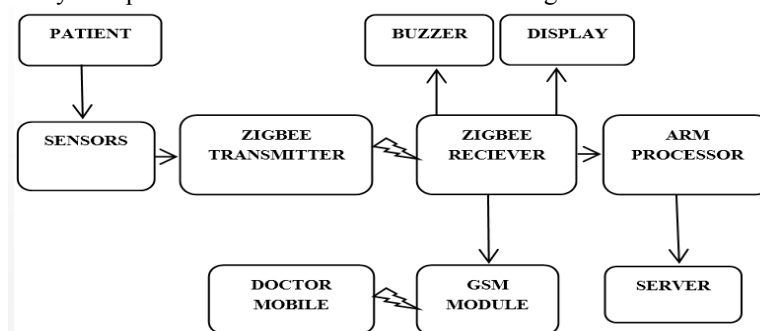 PATIENT
BUZZER
DISPLAY
SENSORS
ZIGBEE
TRANSMITTER
ZIGBEE
RECIEVER
ARM
PROCESSOR
DOCTOR
MOBILE
GSM
MODULE
SERVER